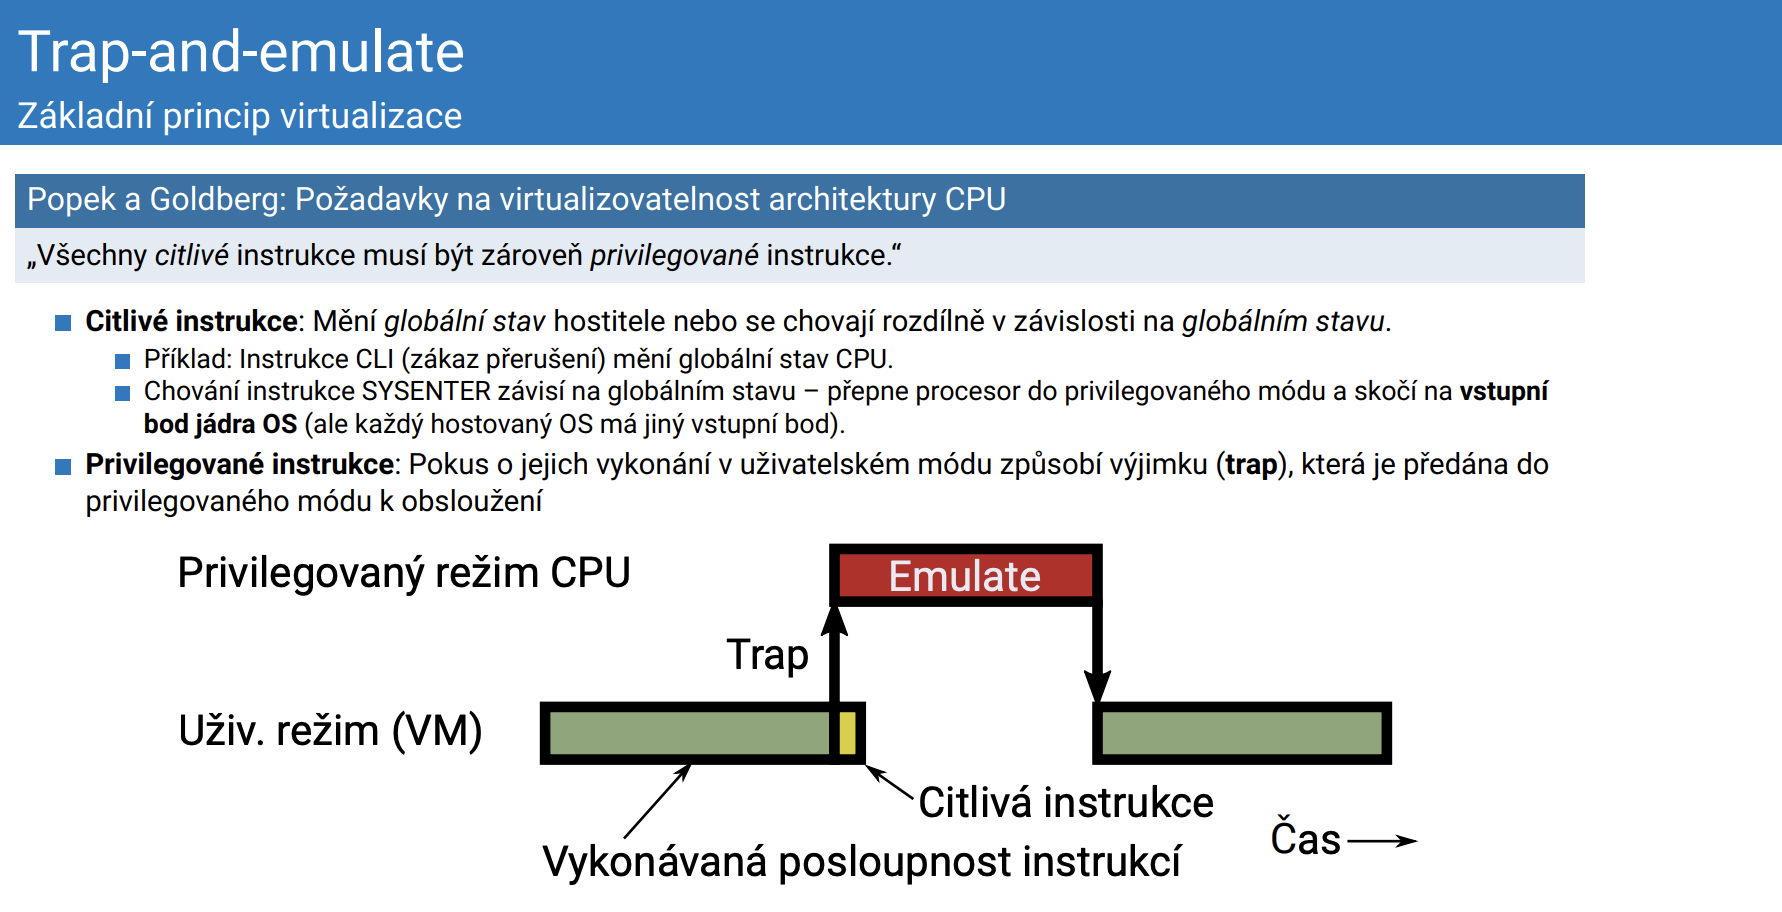 Trap-and-emulate
Základní princip virtualizace
Popek a Goldberg: Požadavky na virtualizovatelnost architektury CPU
„Všechny citlivé instrukce musí být zároveň privilegované instrukce.“
Citlivé instrukce: Mění globální stav hostitele nebo se chovají rozdílně v závislosti na globálním stavu.
Příklad: Instrukce CLI (zákaz přerušení) mění globální stav CPU.
Chování instrukce SYSENTER závisí na globálním stavu – přepne procesor do privilegovaného módu a skočí na vstupní
bod jádra OS (ale každý hostovaný OS má jiný vstupní bod).
Privilegované instrukce: Pokus o jejich vykonání v uživatelském módu způsobí výjimku (trap), která je předána do
privilegovaného módu k obsloužení
Privilegovaný režim CPU
Emulate
Trap
Uživ. režim (VM)
Citlivá instrukce
Čas
Vykonávaná posloupnost instrukcí